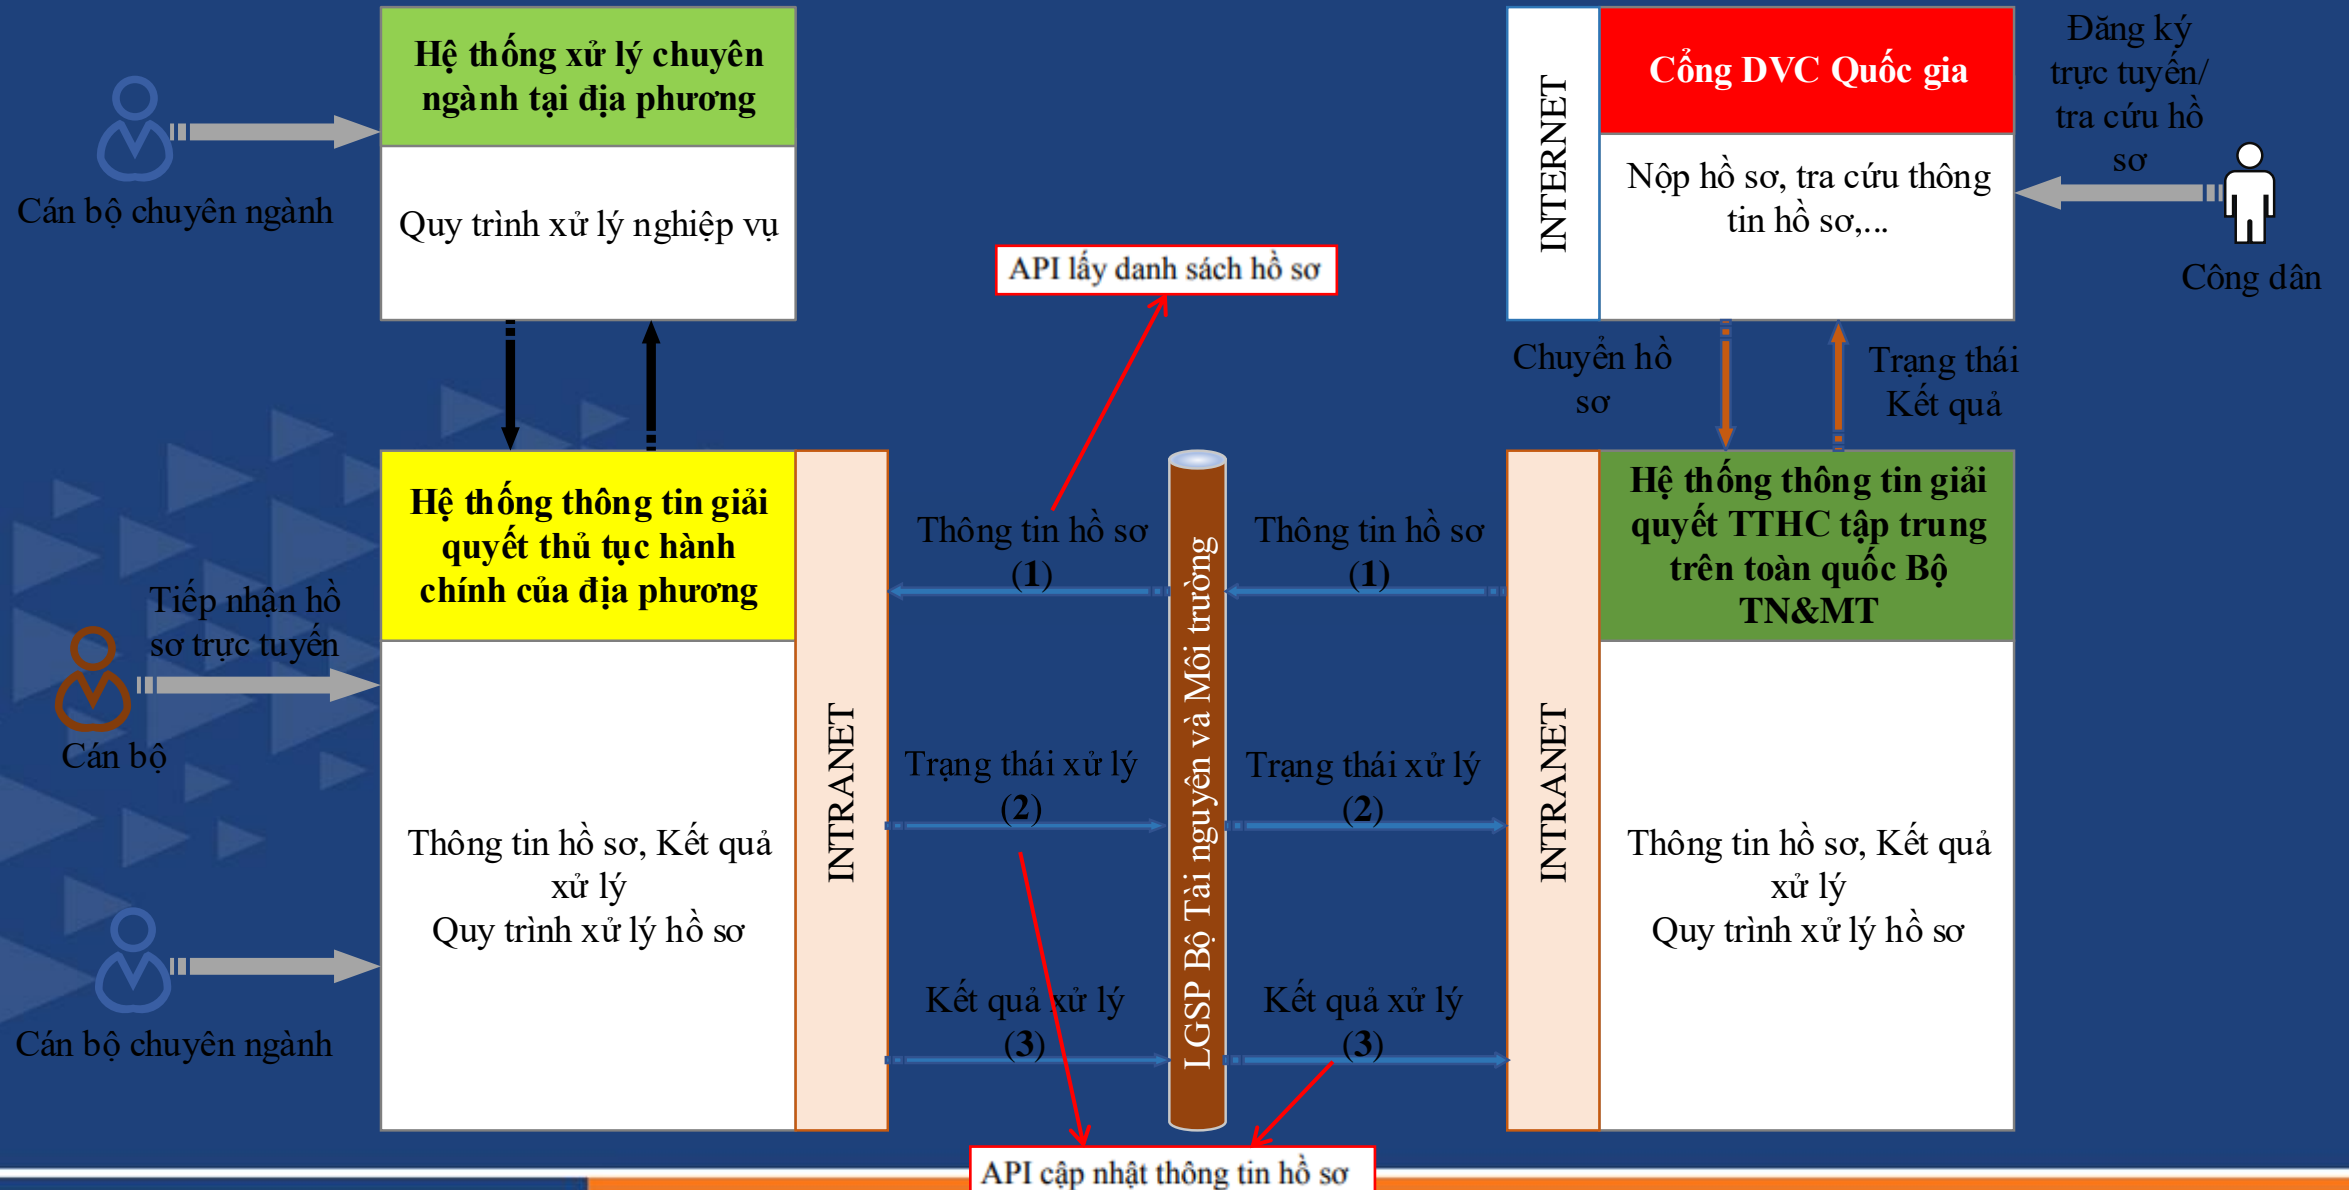 Hệ thống xử lý chuyên
ngành tại địa phương
Quy trình xử lý nghiệp vụ
Cán bộ chuyên ngành
INTERNET
Cổng DVC Quốc gia
Nộp hồ sơ, tra cứu thông
tin hồ sơ,...
Đăng ký
trực tuyến/
tra cứu hồ
sơ
Công dân
API lấy danh sách hồ sơ
Chuyển hồ
sơ
Trạng thái
Kết quả
Hệ thống thông tin giải
quyết thủ tục hành
chính của địa phương
Tiếp nhận hồ
sơ trực tuyến
Cán bộ
Thông tin hồ sơ, Kết quả
xử lý
Quy trình xử lý hồ sơ
Cán bộ chuyên ngành
INTRANET
Thông tin hồ sơ
(1)
Trạng thái xử lý
(2)
Kết quả xử lý
(3)
LGSP Bộ Tài nguyên và Môi trường
Thông tin hồ sơ
(1)
Trạng thái xử lý
(2)
Kết quả xử lý
(3)
INTRANET
Hệ thống thông tin giải
quyết TTHC tập trung
trên toàn quốc Bộ
TN&MT
Thông tin hồ sơ, Kết quả
xử lý
Quy trình xử lý hồ sơ
API cập nhật thông tin hồ sơ